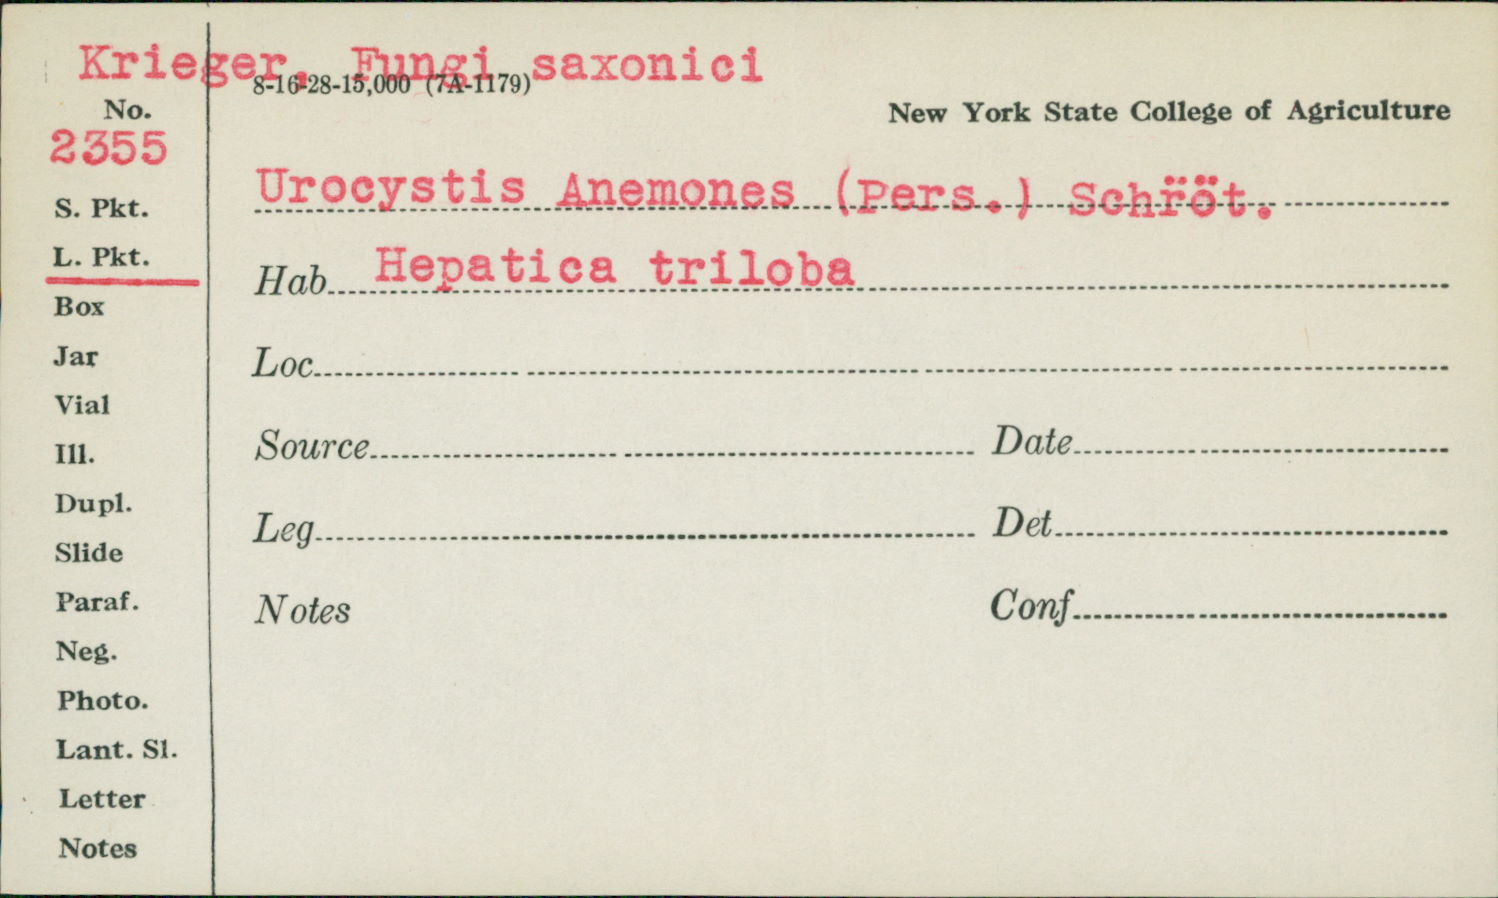 Krieger, Fungi saxonici
8-16-28-15,000 (7A-1179)
No.
New York State College of Agriculture
2355
Urocystis Anemones (Pers.) Schr̈öt.
S. Pkt.
L. Pkt.
Hab. Hepatica triloba
Box
Jar
Loc.
Vial
Ill.
Source
Date
Dupl.
Slide
Leg
Det
Paraf.
Notes
Conf
Neg.
Photo.
Lant. Sl.
Letter
Notes